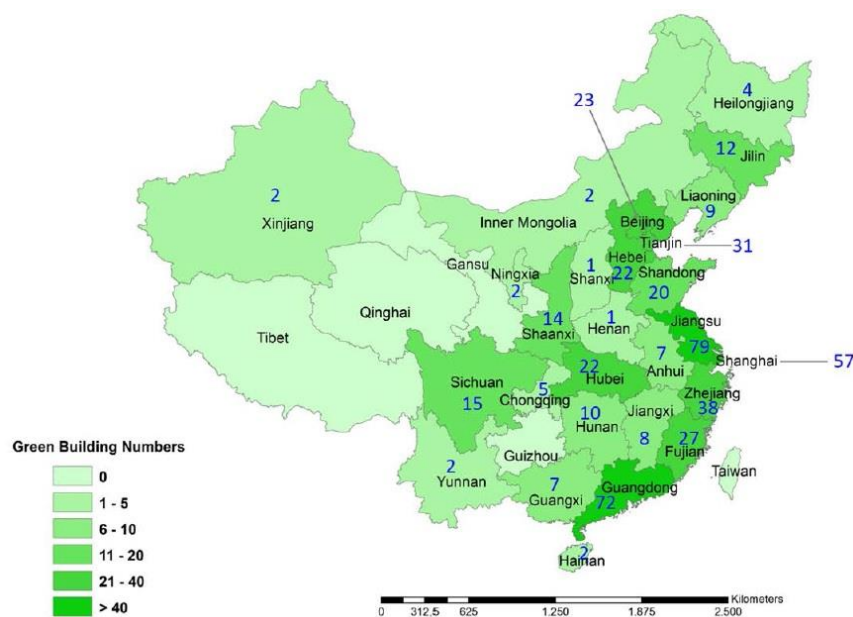 4
Heilongjiang
23
12
Jilin
2
Xinjiang
2
Inner Mongolia
Liaoning
9
Beijing
Tianjin
31
Hebei
22
Gansu
Ningxia
2
1
Shanxi
Shandong
20
Qinghai
Tibet
14
Shaanxi
1
Henan
Jiangsu
79
Shanghai
57
7
Anhui
22
Hubei
Sichuan
15
5
Chongqing
Zhejiang
38
10
Hunan
Jiangxi
8
27
Fujian
Guizhou
2
Yunnan
7
Guangxi
Guangdong
72
Taiwan
2
Hainan
Green Building Numbers
0
1 - 5
6 - 10
11 - 20
21 - 40
> 40
Kilometers
0 312.5 625 1.250 1.875 2.500